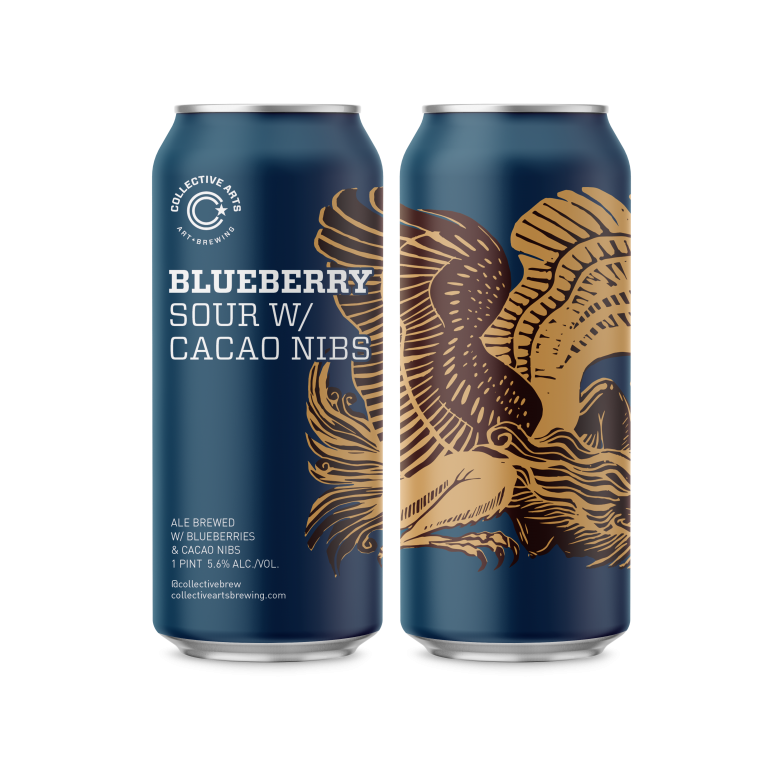 COLLECTIVE ARTS
ART + BREWING
BLUEBERRY
SOUR W/
CACAO NIBS
ALE BREWED
W/ BLUEBERRIES
& CACAO NIBS
1 PINT 5.6% ALC./VOL.
@collectivebrew
collectiveartsbrewing.com